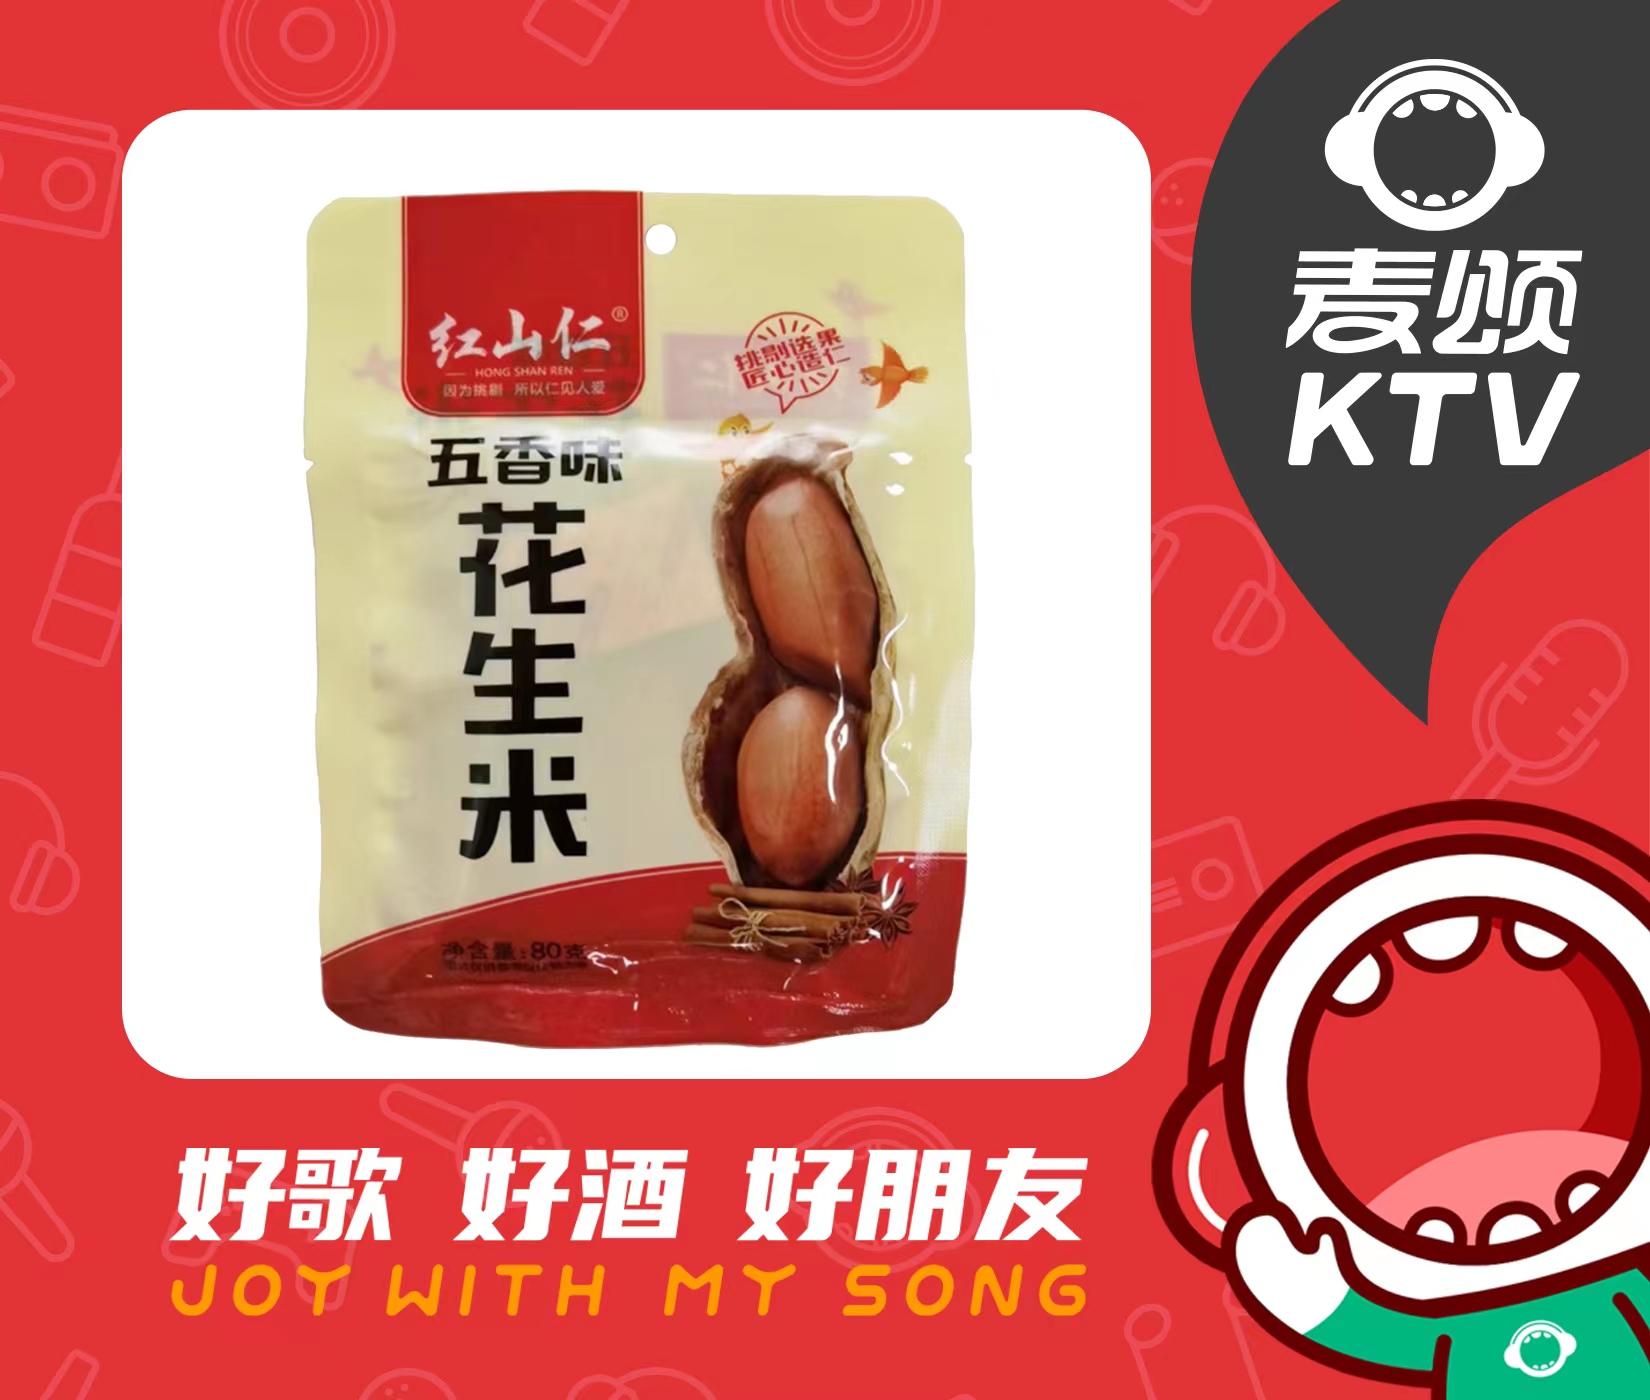 麦颂
KTV
红山仁®
HONG SHAN REN
因为挑剔 所以仁见人爱
挑剔选果
匠心造仁
五香味
花生米
净含量:80克
好歌 好酒 好朋友
JOY WITH MY SONG